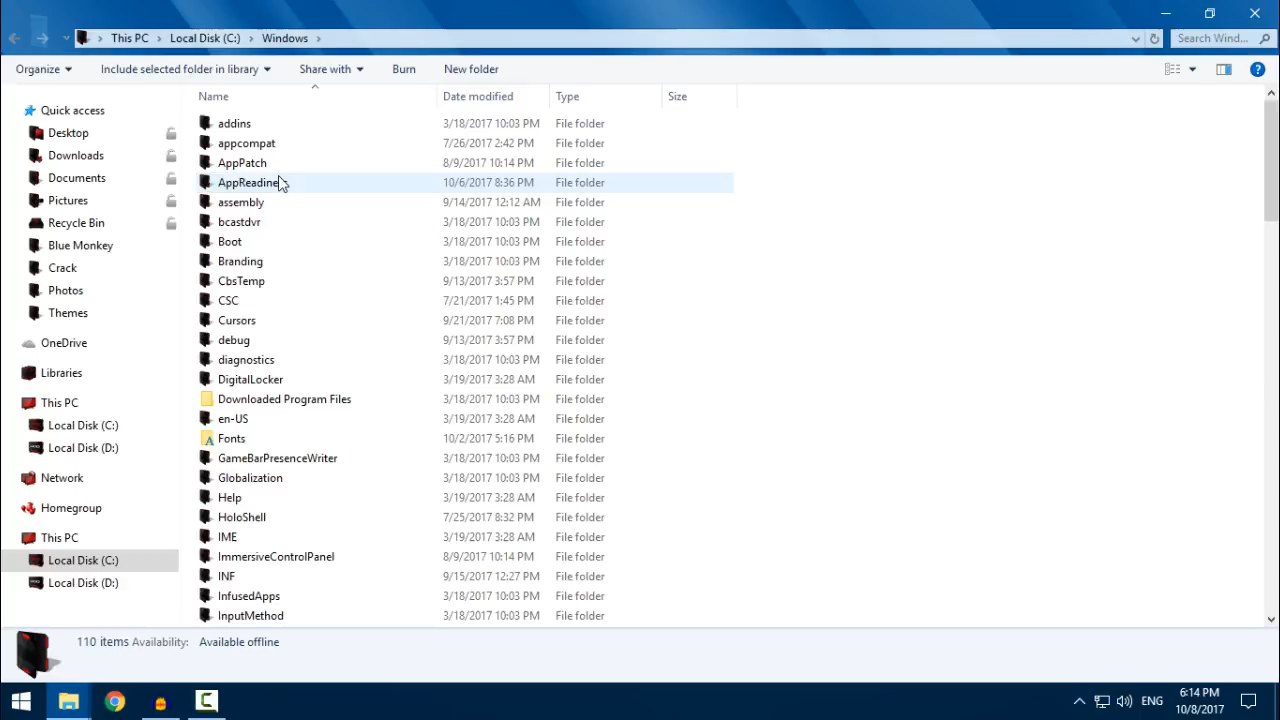 This PC > Local Disk (C:) > Windows >
Search Wind...
Organize Include selected folder in library Share with Burn New folder
Name Date modified Type Size
Quick access
Desktop
Downloads
Documents
Pictures
Recycle Bin
Blue Monkey
Crack
Photos
Themes
OneDrive
Libraries
This PC
Local Disk (C:)
Local Disk (D:)
Network
Homegroup
This PC
Local Disk (C:)
Local Disk (D:)
addins 3/18/2017 10:03 PM File folder
appcompat 7/26/2017 2:42 PM File folder
AppPatch 8/9/2017 10:14 PM File folder
AppReadine 10/6/2017 8:36 PM File folder
assembly 9/14/2017 12:12 AM File folder
bcastdvr 3/18/2017 10:03 PM File folder
Boot 3/18/2017 10:03 PM File folder
Branding 3/18/2017 10:03 PM File folder
CbsTemp 9/13/2017 3:57 PM File folder
CSC 7/21/2017 1:45 PM File folder
Cursors 9/21/2017 7:08 PM File folder
debug 9/13/2017 3:57 PM File folder
diagnostics 3/18/2017 10:03 PM File folder
DigitalLocker 3/19/2017 3:28 AM File folder
Downloaded Program Files 3/18/2017 10:03 PM File folder
en-US 3/19/2017 3:28 AM File folder
Fonts 10/2/2017 5:16 PM File folder
GameBarPresenceWriter 3/18/2017 10:03 PM File folder
Globalization 3/18/2017 10:03 PM File folder
Help 3/19/2017 3:28 AM File folder
HoloShell 7/25/2017 8:32 PM File folder
IME 3/19/2017 3:28 AM File folder
ImmersiveControlPanel 8/9/2017 10:14 PM File folder
INF 9/15/2017 12:27 PM File folder
InfusedApps 3/18/2017 10:03 PM File folder
InputMethod 3/18/2017 10:03 PM File folder
110 items Availability: Available offline
ENG
6:14 PM
10/8/2017